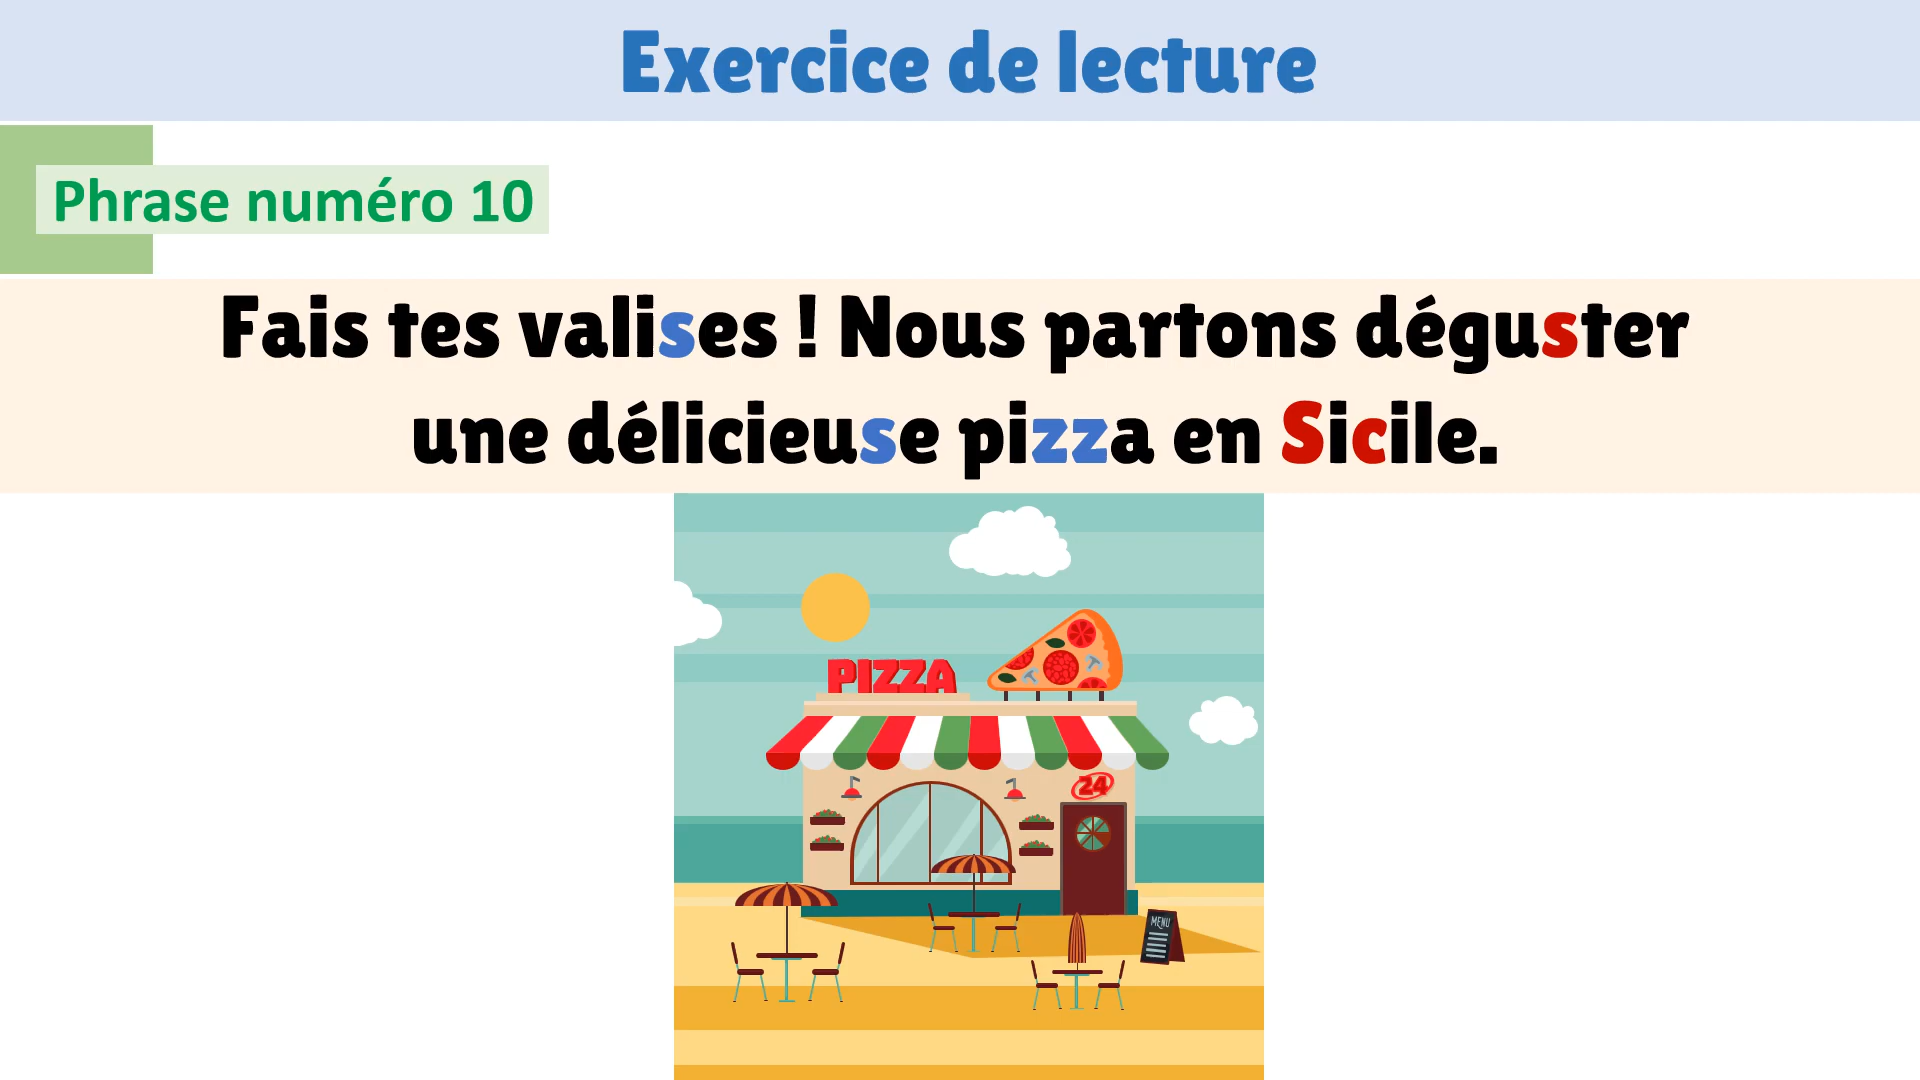 Exercice de lecture
Phrase numéro 10
Fais tes valises ! Nous partons déguster
une délicieuse pizza en Sicile.
PIZZA
24
MENU